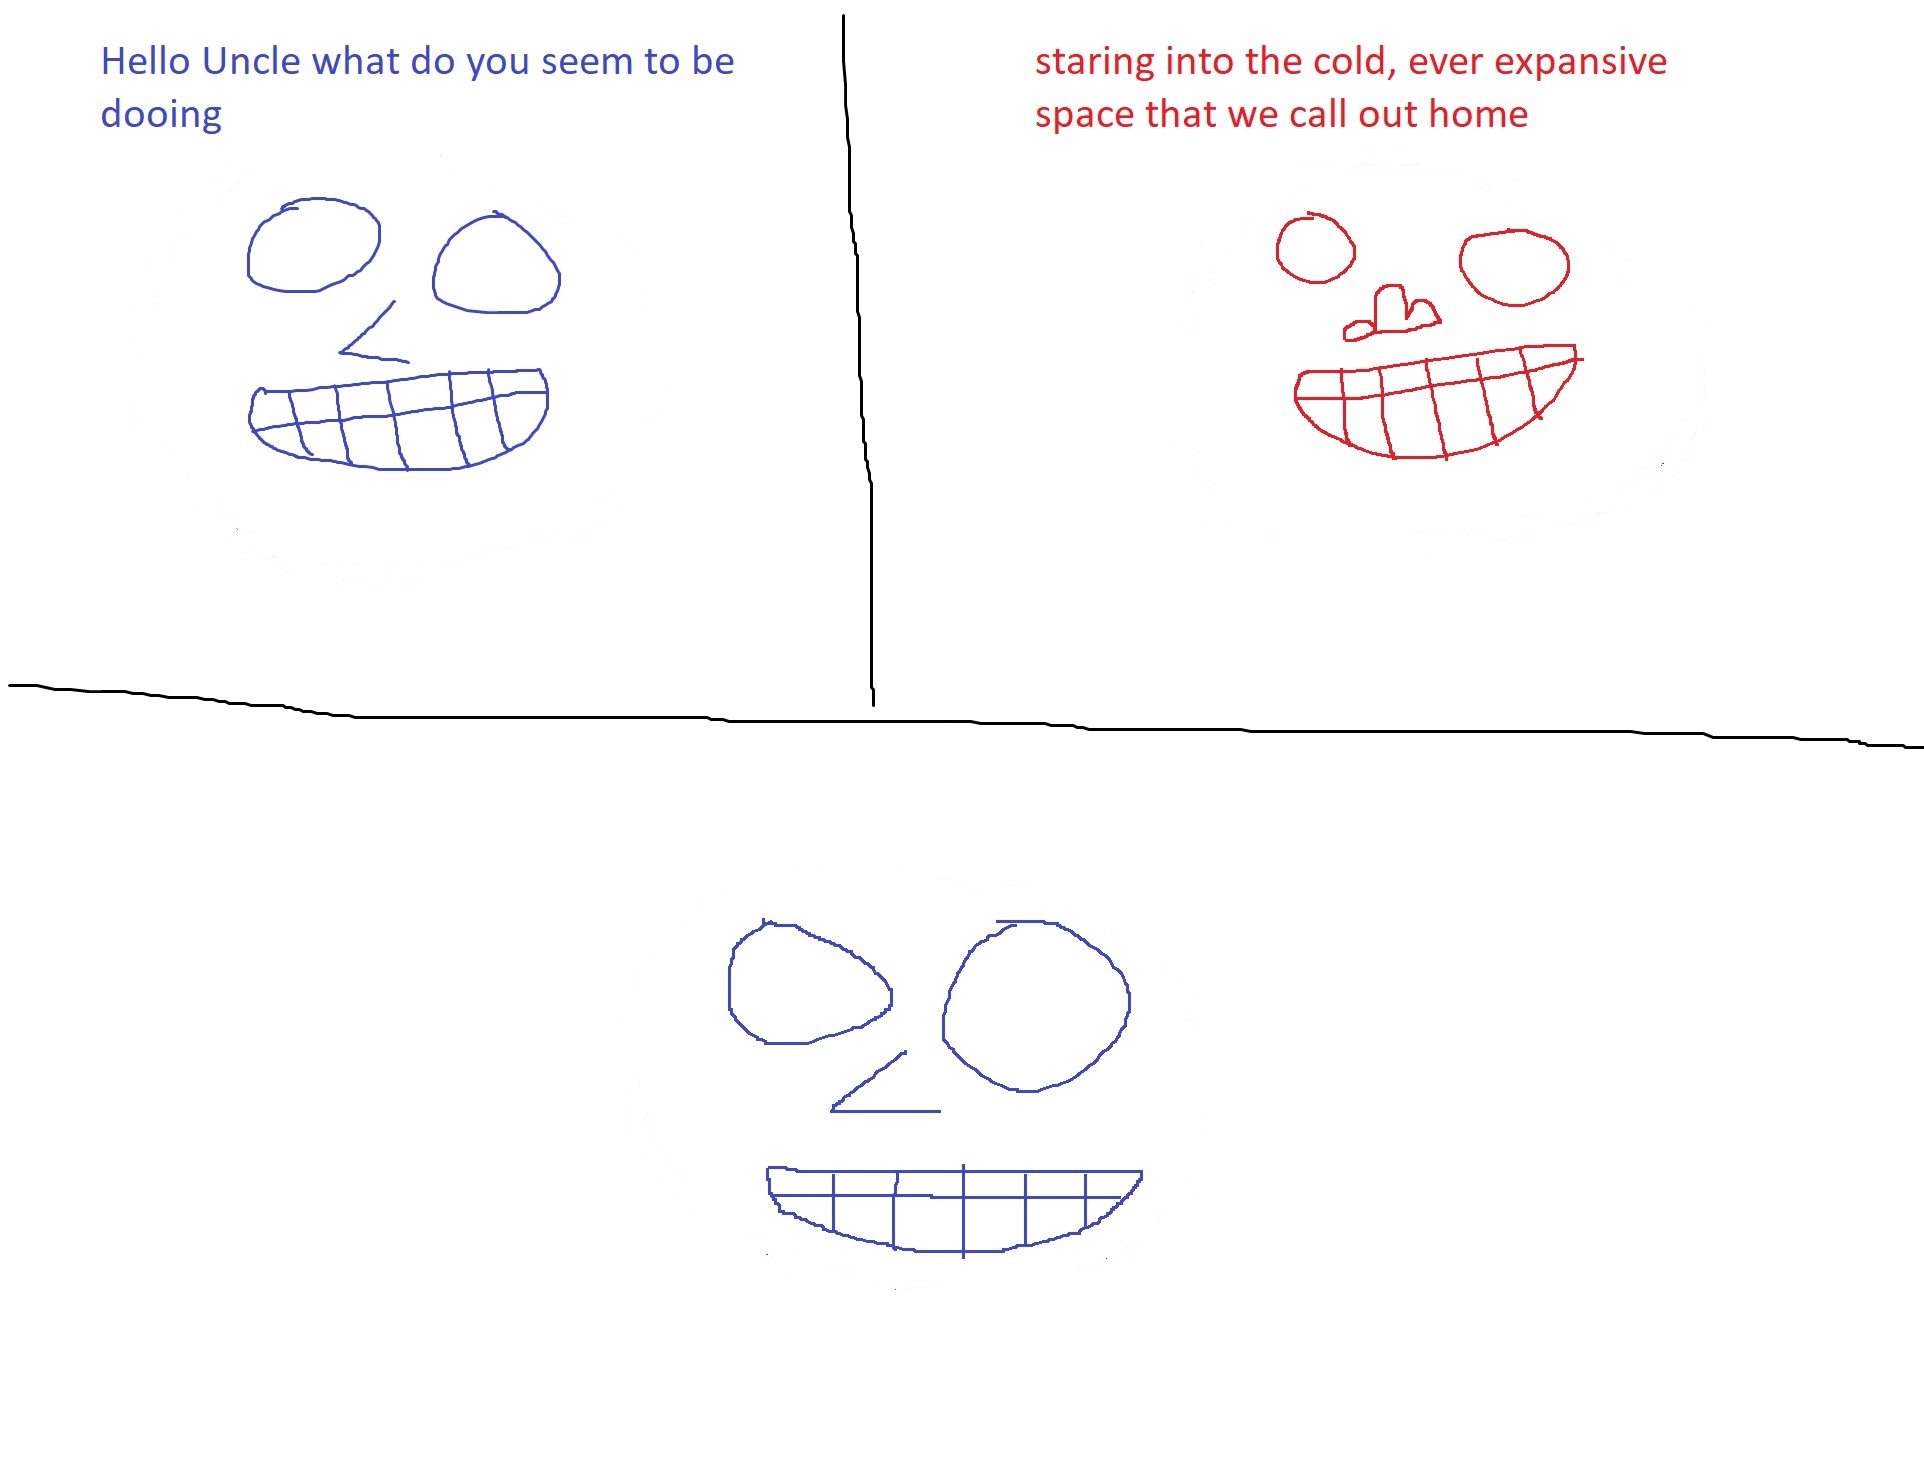 Hello Uncle what do you seem to be
dooing
staring into the cold, ever expansive
space that we call out home